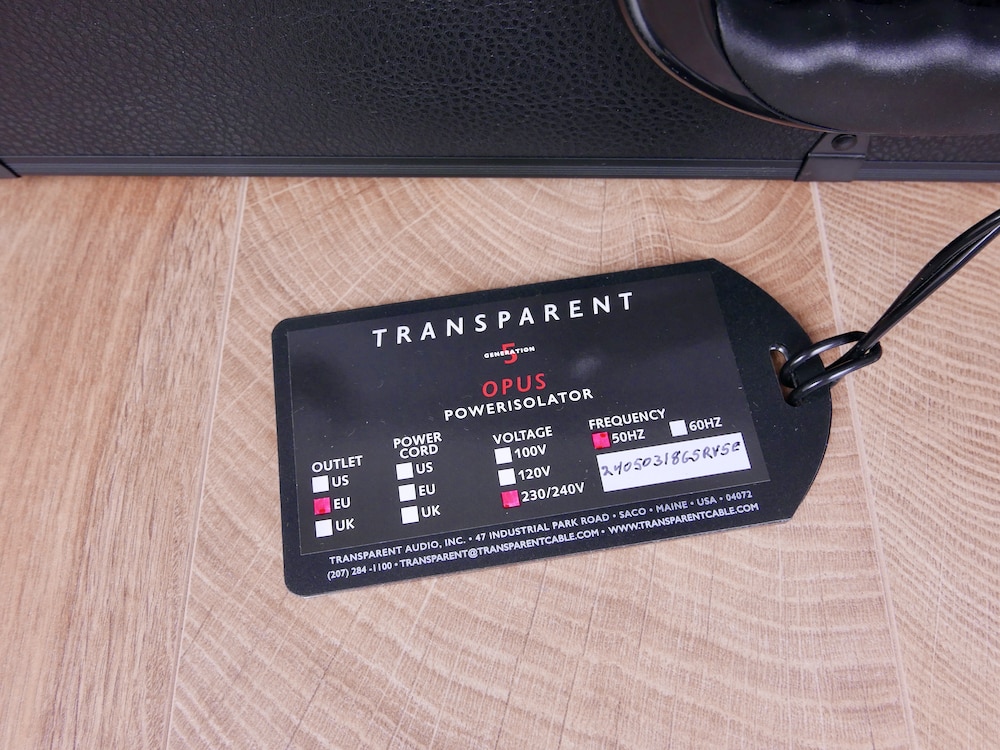 TRANSPARENT
GENERATION 5
OPUS
POWERISOLATOR
OUTLET
US
EU
UK
POWER
CORD
US
EU
UK
VOLTAGE
100V
120V
230/240V
FREQUENCY
50HZ 60HZ
TRANSPARENT AUDIO, INC. • 47 INDUSTRIAL PARK ROAD • SACO • MAINE • USA • 04072
(207) 284 -1100 • TRANSPARENT@TRANSPARENTCABLE.COM • WWW.TRANSPARENTCABLE.COM